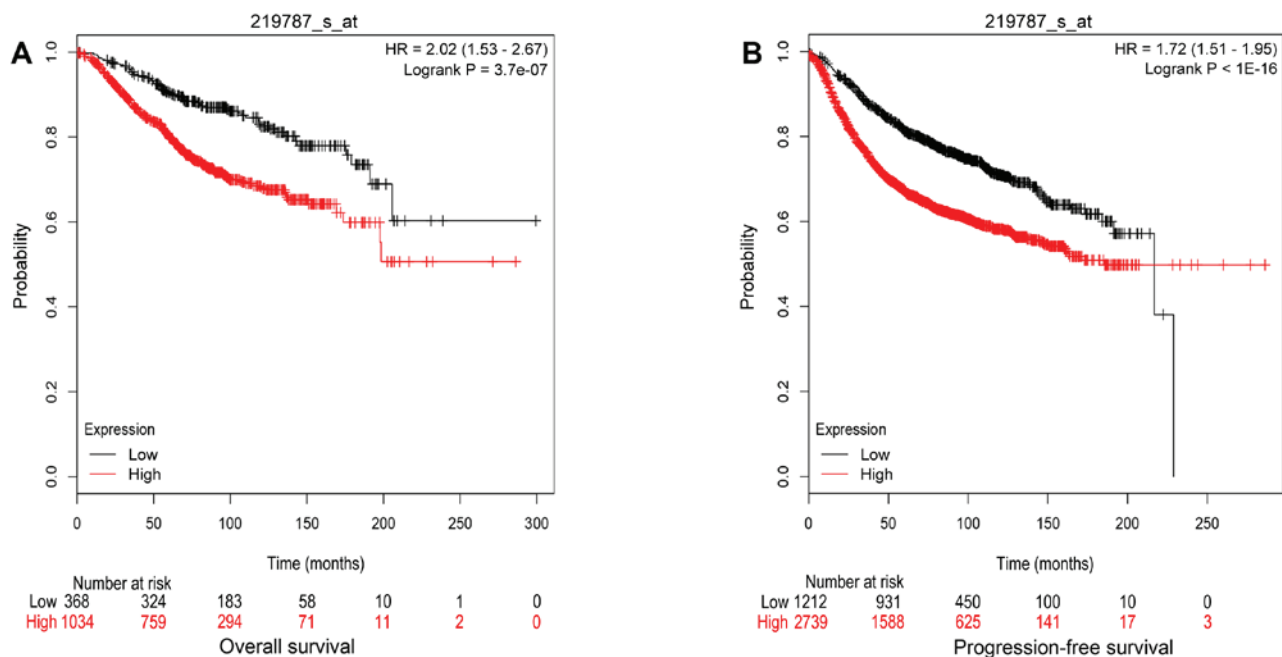 A
219787_s_at
HR = 2.02 (1.53 - 2.67)
Logrank P = 3.7e-07
Probability
1.0
0.8
0.6
0.4
0.2
0.0
Expression
Low
High
0 50 100 150 200 250 300
Time (months)
Number at risk
Low 368 324 183 58 10 1 0
High 1034 759 294 71 11 2 0
Overall survival
B
219787_s_at
HR = 1.72 (1.51 - 1.95)
Logrank P < 1E-16
Probability
1.0
0.8
0.6
0.4
0.2
0.0
Expression
Low
High
0 50 100 150 200 250
Time (months)
Number at risk
Low 1212 931 450 100 10 0
High 2739 1588 625 141 17 3
Progression-free survival